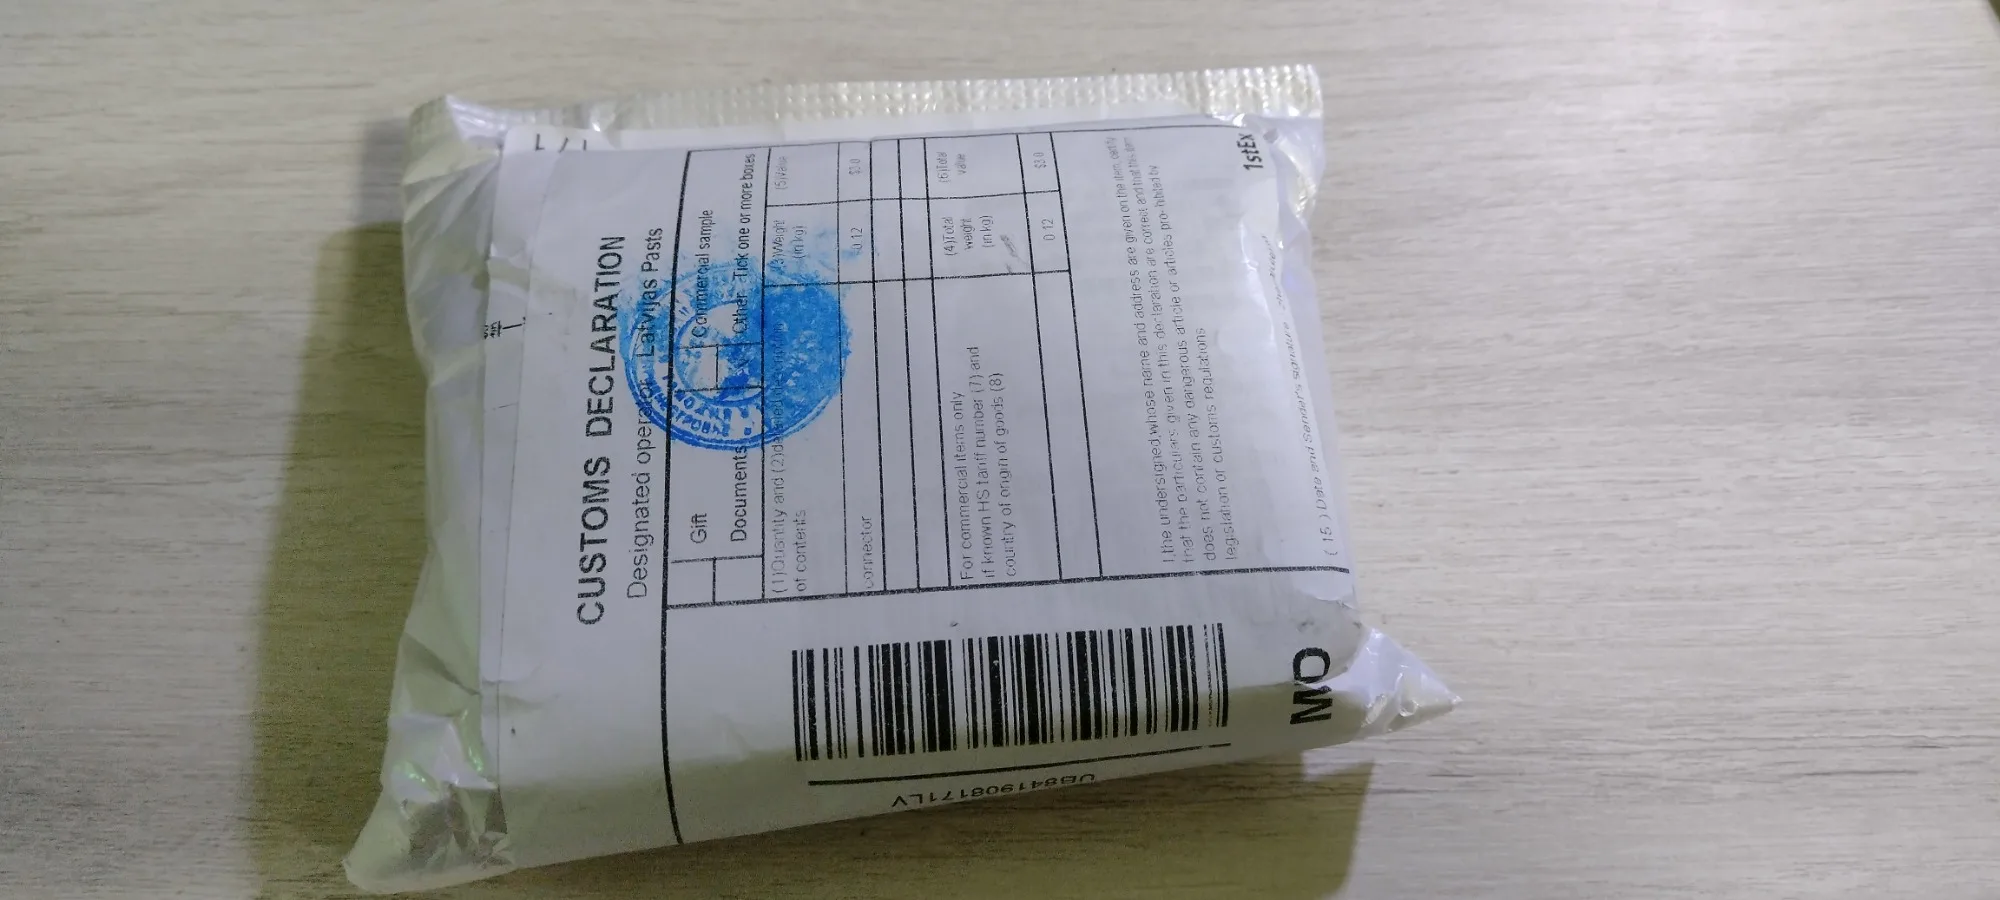 CUSTOMS DECLARATION
Designated operator Latvijas Pasts
Gift Commercial sample
Documents Other Tick one or more boxes
(1)Quantity and (2)detailed description of contents
(3)Weight (in kg)
(5)Value
connector 0.12 $3.0
For commercial items only
if known HS tariff number (7) and
country of origin of goods (8)
(4)Total weight (in kg)
(6)Total value
0.12 $3.0
I,the undersigned,whose name and address are given on the item,certify
that the particulars given in this declaration are correct and that this item
does not contain any dangerous article or articles pro-hibited by
legislation or customs regulations
(15) Date and Sender's signature
1stEx
UB841908171LV